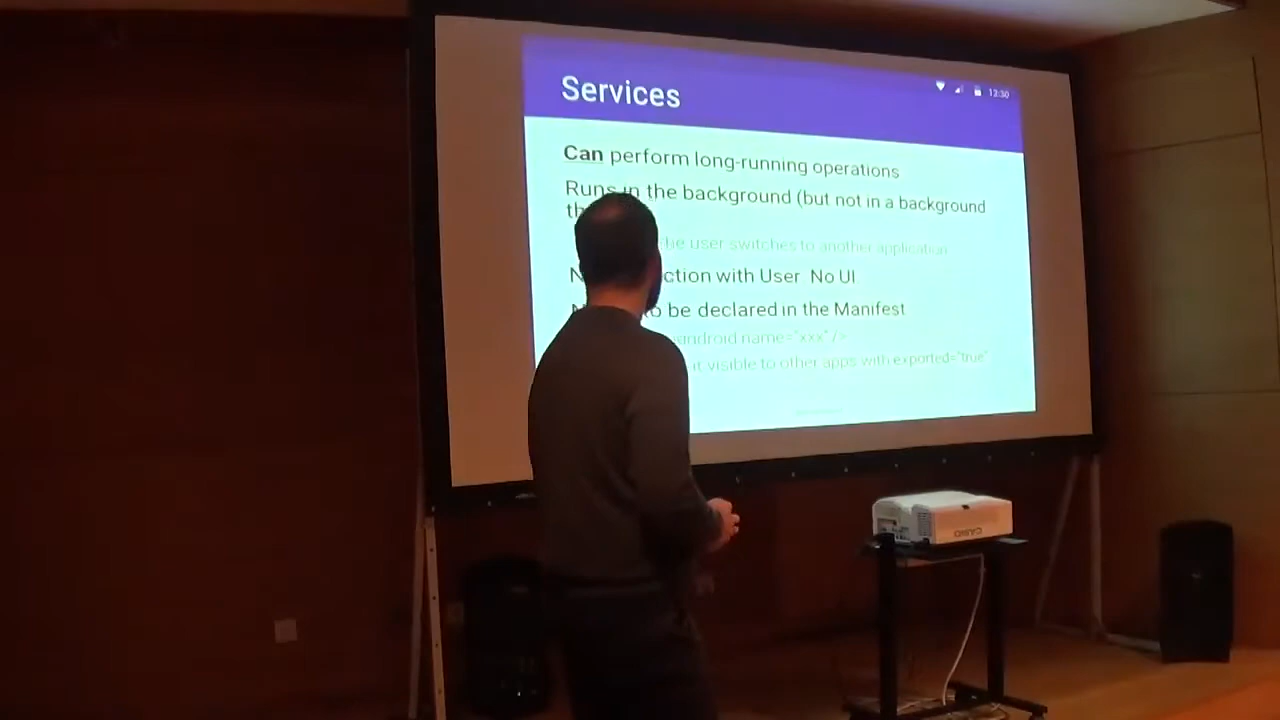 Services
12:30
Can perform long-running operations
Runs in the background (but not in a background
the user switches to another application
ction with User. No UI.
to be declared in the Manifest
android:name="xxx" />
it visible to other apps with exported="true"
CASIO